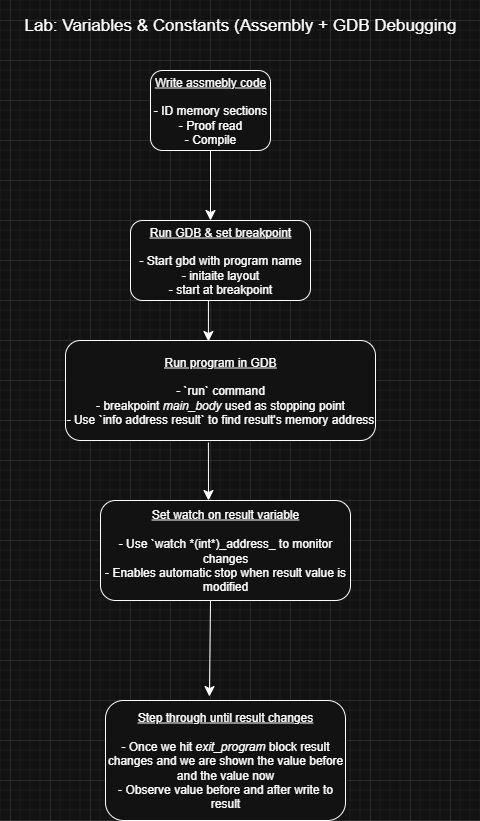 Lab: Variables & Constants (Assembly + GDB Debugging
Write assmebly code
- ID memory sections
- Proof read
- Compile
Run GDB & set breakpoint
- Start gbd with program name
- initaite layout
- start at breakpoint
Run program in GDB
- `run` command
- breakpoint main_body used as stopping point
- Use `info address result` to find result's memory address
Set watch on result variable
- Use `watch *(int*)_address_ to monitor
changes
- Enables automatic stop when result value is
modified
Step through until result changes
- Once we hit exit_program block result
changes and we are shown the value before
and the value now
- Observe value before and after write to
result